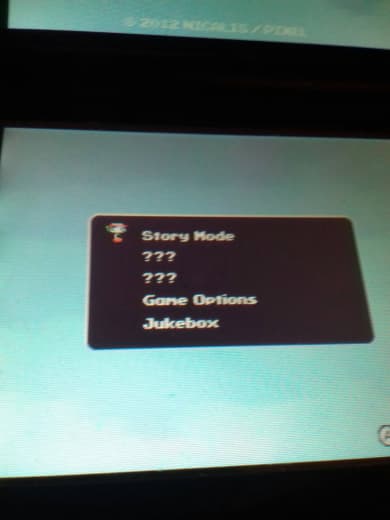 © 2012 NICALIS/PIXEL
Story Mode
???
???
Game Options
Jukebox
A